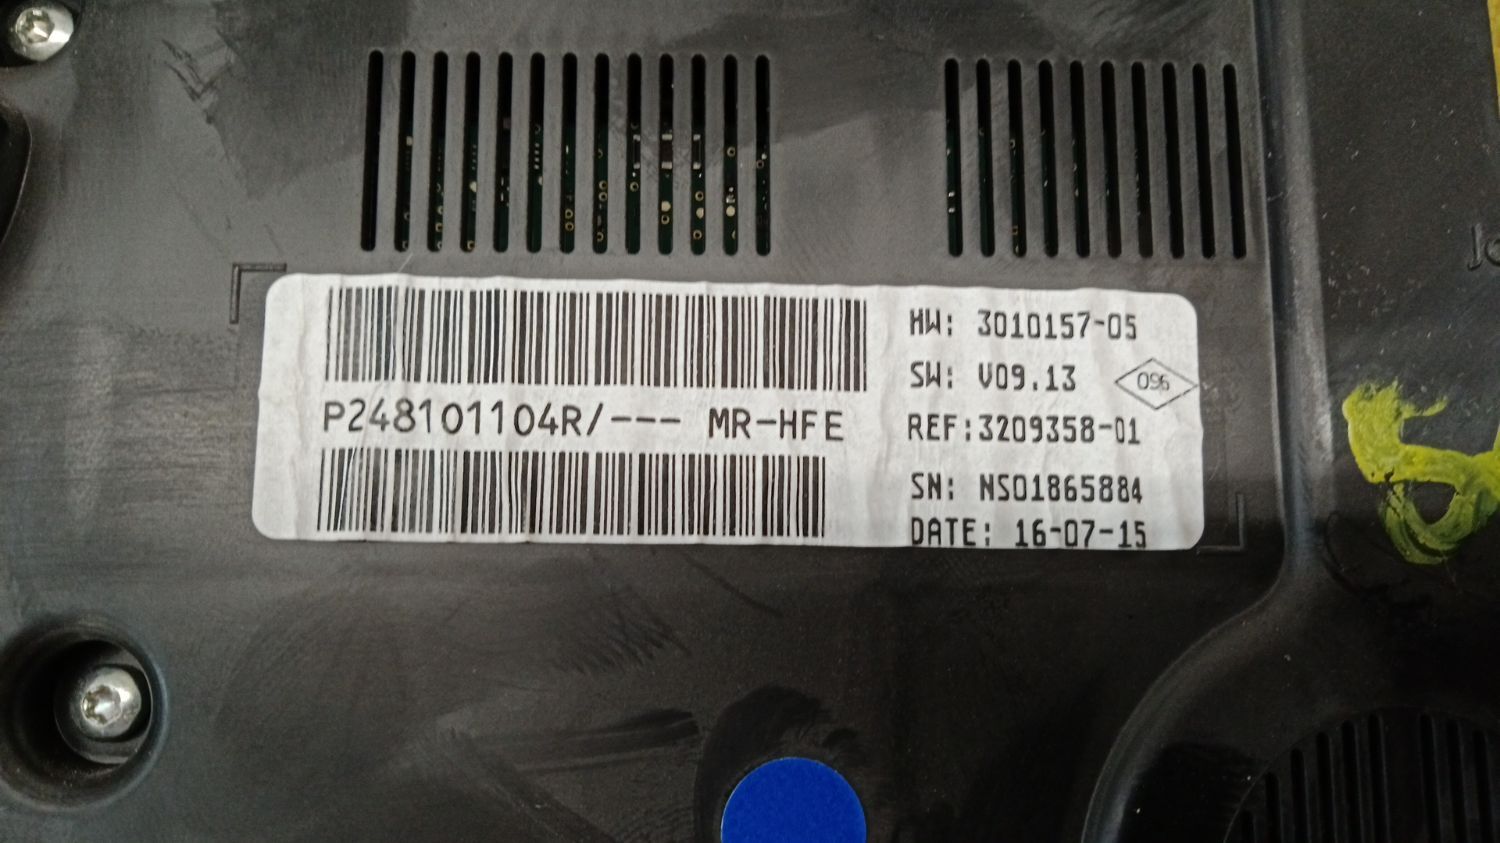 HW: 3010157-05
SW: V09.13
096
P248101104R/--- MR-HFE
REF:3209358-01
SN: NS01865884
DATE: 16-07-15